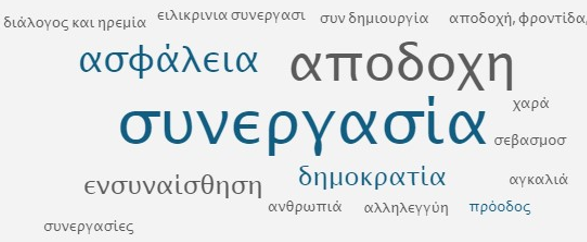 διάλογος και ηρεμία ειλικρινια συνεργασι συν δημιουργία αποδοχή, φροντίδα,
ασφάλεια αποδοχη
συνεργασία χαρά
σεβασμοσ
ενσυναίσθηση δημοκρατία αγκαλιά
ανθρωπιά αλληλεγγύη πρόοδος
συνεργασίες